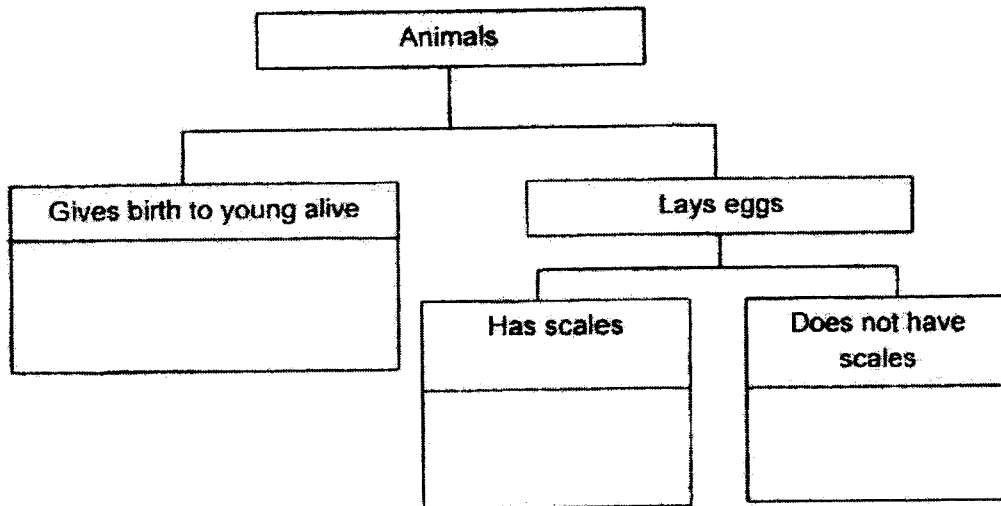 Animals
Gives birth to young alive
Lays eggs
Has scales
Does not have
scales